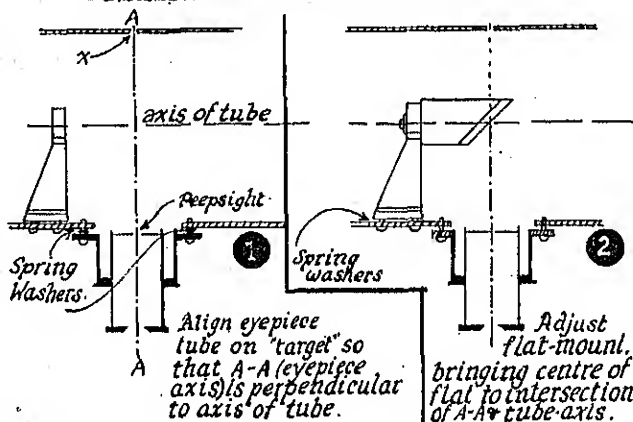 A
x
axis of tube
Peepsight
Spring
Washers.
1
Align eyepiece
tube on "target" so
that A-A (eyepiece
axis) is perpendicular
to axis of tube.
A
Spring
washers
2
Adjust
flat-mount,
bringing centre of
flat to intersection
of A-A & tube-axis.